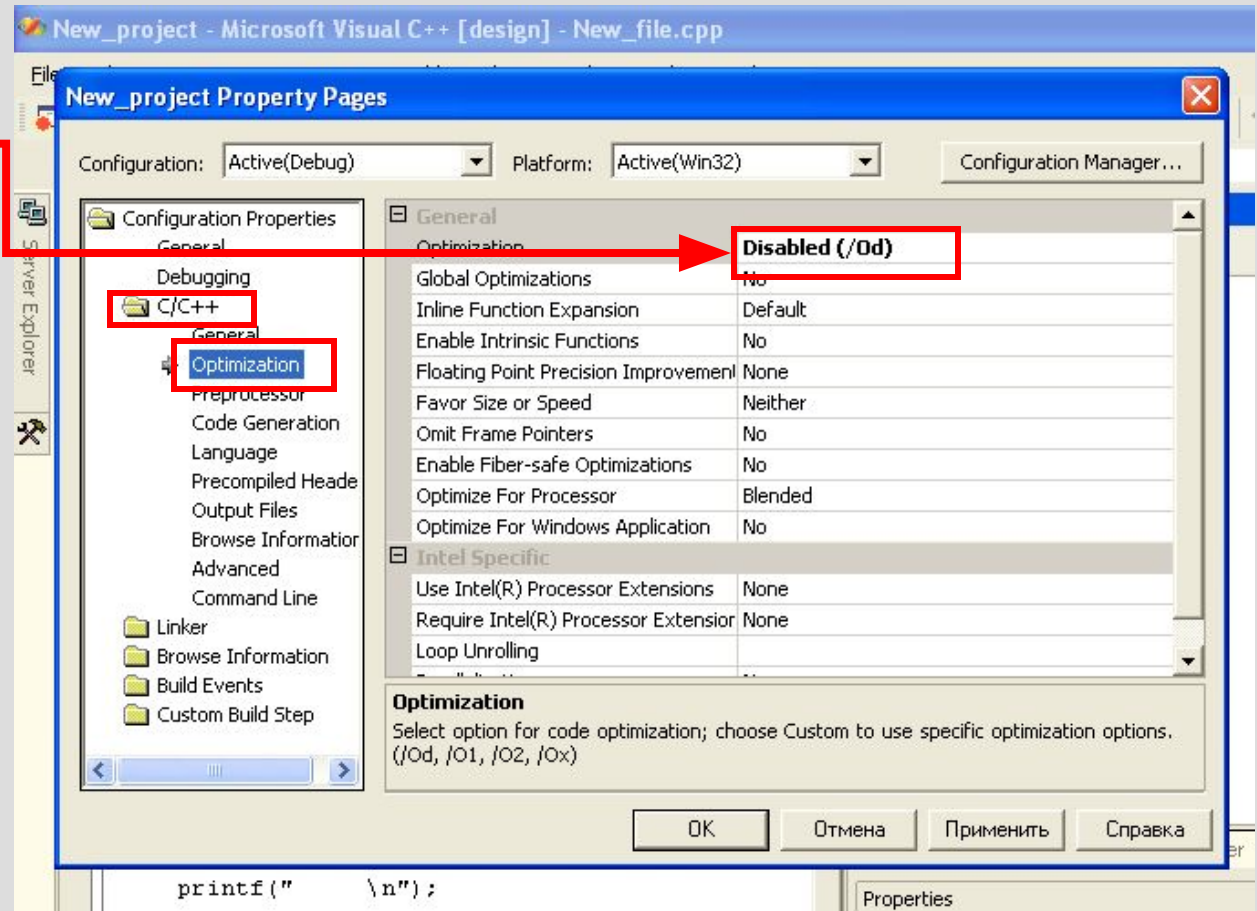 New_project - Microsoft Visual C++ [design] - New_file.cpp
File
New_project Property Pages
Configuration: Active(Debug) Platform: Active(Win32) Configuration Manager...
Server Explorer
Configuration Properties
General
Debugging
C/C++
General
Optimization
Preprocessor
Code Generation
Language
Precompiled Heade
Output Files
Browse Information
Advanced
Command Line
Linker
Browse Information
Build Events
Custom Build Step
General
Optimization Disabled (/Od)
Global Optimizations No
Inline Function Expansion Default
Enable Intrinsic Functions No
Floating Point Precision Improvement None
Favor Size or Speed Neither
Omit Frame Pointers No
Enable Fiber-safe Optimizations No
Optimize For Processor Blended
Optimize For Windows Application No
Intel Specific
Use Intel(R) Processor Extensions None
Require Intel(R) Processor Extension None
Loop Unrolling
Optimization
Select option for code optimization; choose Custom to use specific optimization options.
(/Od, /O1, /O2, /Ox)
OK Отмена Применить Справка
printf(" \n");
Properties